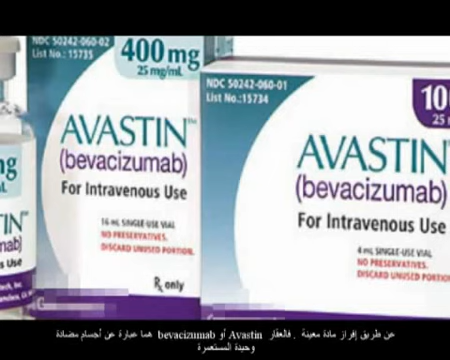 NDC 50242-060-02
List No.: 15735
400 mg
25 mg/mL
AVASTIN™
(bevacizumab)
For Intravenous Use
16 mL SINGLE-USE VIAL
NO PRESERVATIVES.
DISCARD UNUSED PORTION.
Rx only
NDC 50242-060-01
List No.: 15734
10
25 m
AVASTIN
(bevacizumab)
For Intravenous Use
4 mL SINGLE-USE VIAL
NO PRESERVATIVES.
DISCARD UNUSED PORTION.
عن طريق إفراز مادة معينة . فالعقار Avastin أو bevacizumab هما عبارة عن أجسام مضادة
وحيدة المستعمرة